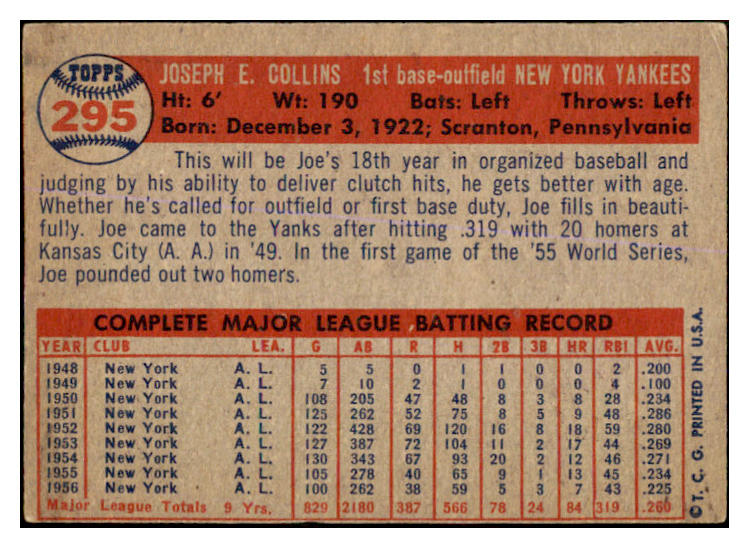 TOPPS
295
JOSEPH E. COLLINS 1st base-outfield NEW YORK YANKEES
Ht: 6' Wt: 190 Bats: Left Throws: Left
Born: December 3, 1922; Scranton, Pennsylvania
This will be Joe's 18th year in organized baseball and
judging by his ability to deliver clutch hits, he gets better with age.
Whether he's called for outfield or first base duty, Joe fills in beauti-
fully. Joe came to the Yanks after hitting .319 with 20 homers at
Kansas City (A. A.) in '49. In the first game of the '55 World Series,
Joe pounded out two homers.
COMPLETE MAJOR LEAGUE BATTING RECORD
YEAR CLUB LEA. G AB R H 2B 3B HR RBI AVG.
1948 New York A. L. 5 5 0 1 1 0 0 2 .200
1949 New York A. L. 7 10 2 1 0 0 0 4 .100
1950 New York A. L. 108 205 47 48 8 3 8 28 .234
1951 New York A. L. 125 262 52 75 8 5 9 48 .286
1952 New York A. L. 122 428 69 120 16 8 18 59 .280
1953 New York A. L. 127 387 72 104 11 2 17 44 .269
1954 New York A. L. 130 343 67 93 20 2 12 46 .271
1955 New York A. L. 105 278 40 65 9 1 13 45 .234
1956 New York A. L. 100 262 38 59 5 3 7 43 .225
Major League Totals 9 Yrs. 829 2180 387 566 78 24 84 319 .260
©T. C. G. PRINTED IN U.S.A.